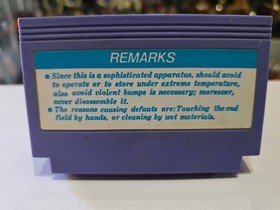 REMARKS
• Since this is a sophisticated apparatus, should avoid
to operate or to store under extreme temperature,
also avoid violent bumps is necessary; maroever,
never disassemble it.
• The reasons causing defauts are:Touching the end
field by hands, or cleaning by wet materials.